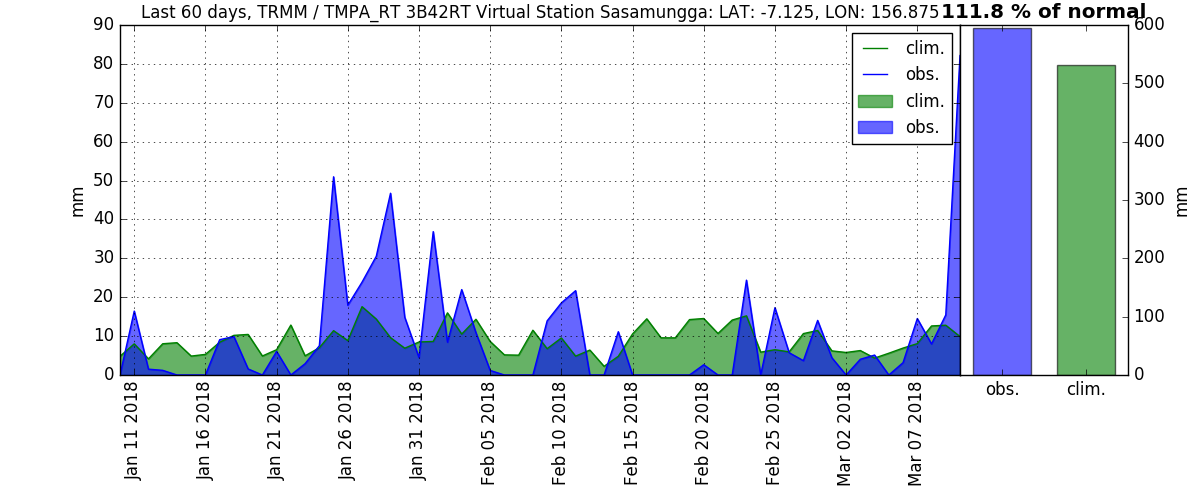 Last 60 days, TRMM / TMPA_RT 3B42RT Virtual Station Sasamungga: LAT: -7.125, LON: 156.875
111.8 % of normal
clim.
obs.
clim.
obs.
mm
90
80
70
60
50
40
30
20
10
0
Jan 11 2018
Jan 16 2018
Jan 21 2018
Jan 26 2018
Jan 31 2018
Feb 05 2018
Feb 10 2018
Feb 15 2018
Feb 20 2018
Feb 25 2018
Mar 02 2018
Mar 07 2018
600
500
400
300
200
100
0
mm
obs.
clim.